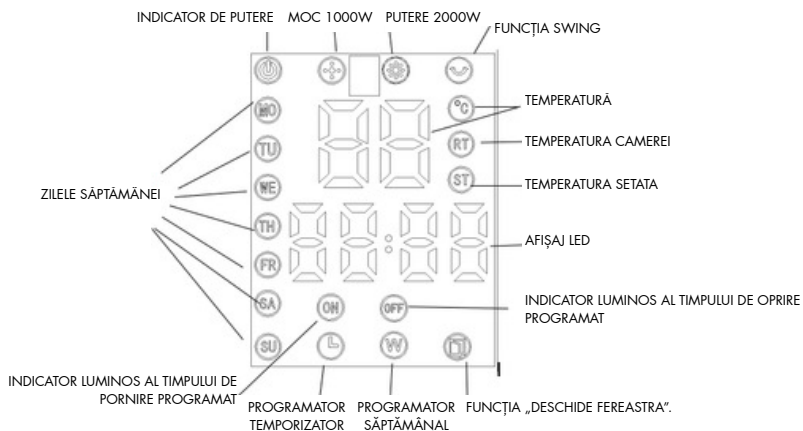 INDICATOR DE PUTERE
MOC 1000W
PUTERE 2000W
FUNCȚIA SWING
MO
°C
TEMPERATURĂ
TU
RT
TEMPERATURA CAMEREI
WE
ST
TEMPERATURA SETATA
ZILELE SĂPTĂMÂNEI
TH
AFIȘAJ LED
FR
SA
ON
OFF
INDICATOR LUMINOS AL TIMPULUI DE OPRIRE
PROGRAMAT
SU
W
INDICATOR LUMINOS AL TIMPULUI DE
PORNIRE PROGRAMAT
PROGRAMATOR
TEMPORIZATOR
PROGRAMATOR
SĂPTĂMÂNAL
FUNCȚIA „DESCHIDE FEREASTRA”.